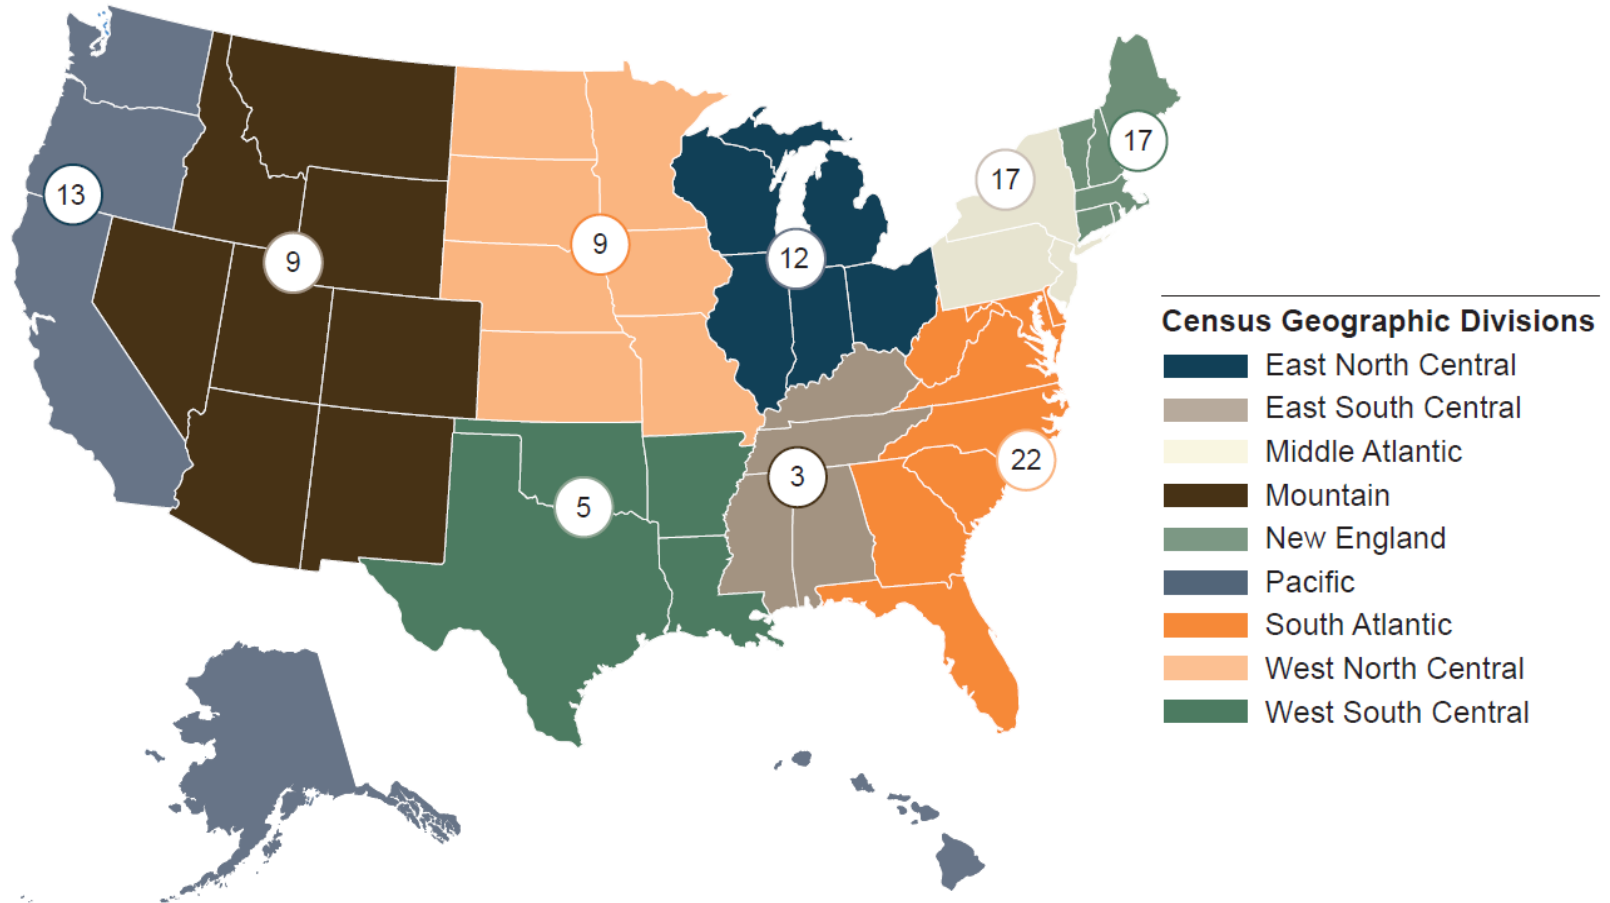 17
17
13
9
9
12
Census Geographic Divisions
East North Central
East South Central
Middle Atlantic
22
3
Mountain
5
New England
Pacific
South Atlantic
West North Central
West South Central